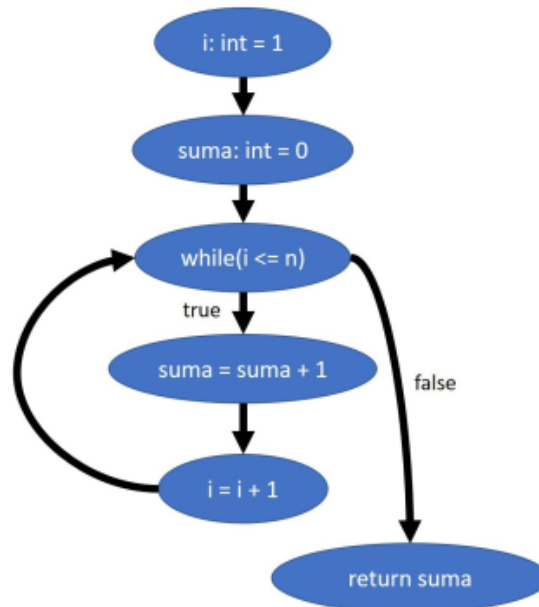 i: int = 1
suma: int = 0
while(i <= n)
true
suma = suma + 1
false
i = i + 1
return suma